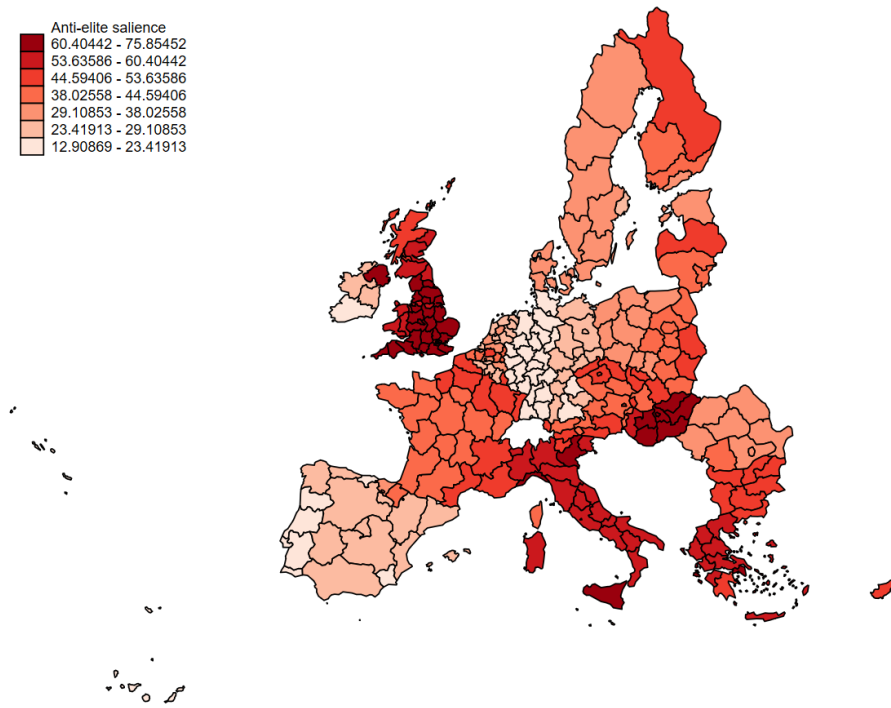 Anti-elite salience
60.40442 - 75.85452
53.63586 - 60.40442
44.59406 - 53.63586
38.02558 - 44.59406
29.10853 - 38.02558
23.41913 - 29.10853
12.90869 - 23.41913